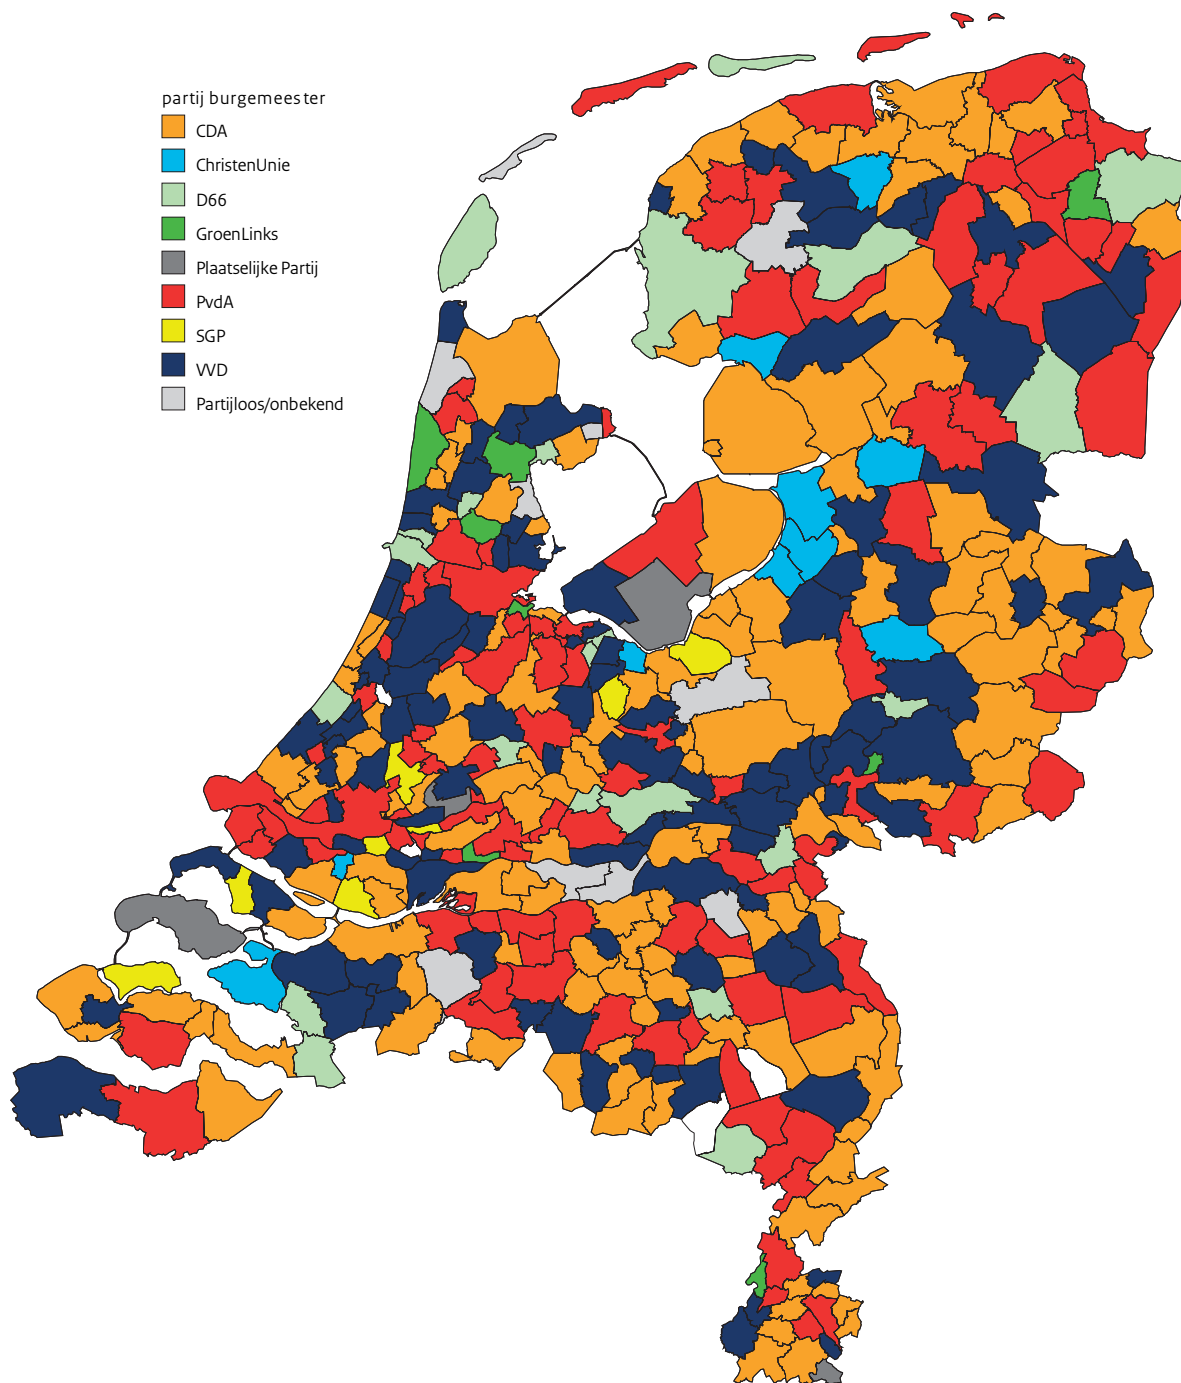 partij burgemeester
CDA
ChristenUnie
D66
GroenLinks
Plaatselijke Partij
PvdA
SGP
VVD
Partijloos/onbekend